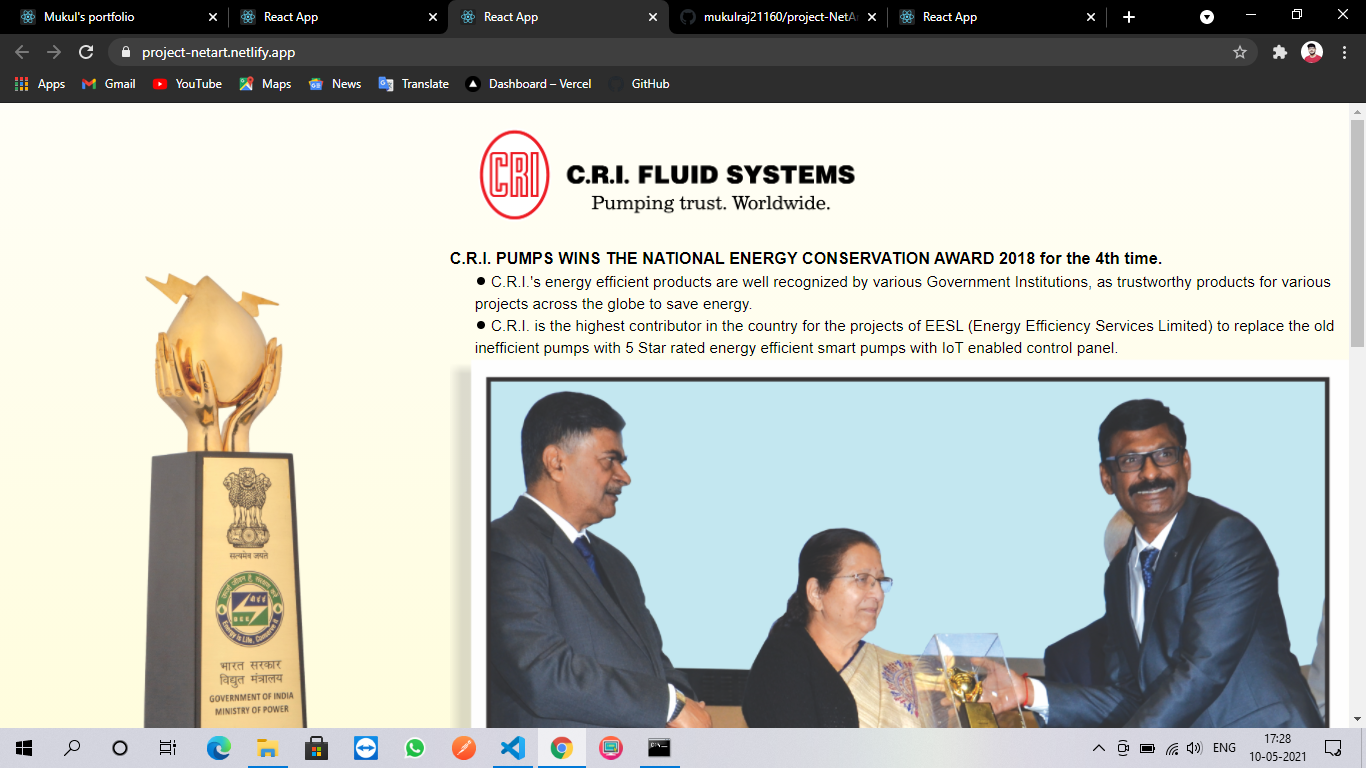 Mukul's portfolio
React App
React App
mukulraj21160/project-NetA
React App
project-netart.netlify.app
Apps
Gmail
YouTube
Maps
News
Translate
Dashboard – Vercel
GitHub
CRI
C.R.I. FLUID SYSTEMS
Pumping trust. Worldwide.
C.R.I. PUMPS WINS THE NATIONAL ENERGY CONSERVATION AWARD 2018 for the 4th time.
● C.R.I.'s energy efficient products are well recognized by various Government Institutions, as trustworthy products for various
projects across the globe to save energy.
● C.R.I. is the highest contributor in the country for the projects of EESL (Energy Efficiency Services Limited) to replace the old
inefficient pumps with 5 Star rated energy efficient smart pumps with IoT enabled control panel.
सत्यमेव जयते
Energy is Life, Conserve it
भारत सरकार
विद्युत मंत्रालय
GOVERNMENT OF INDIA
MINISTRY OF POWER
ENG
17:28
10-05-2021